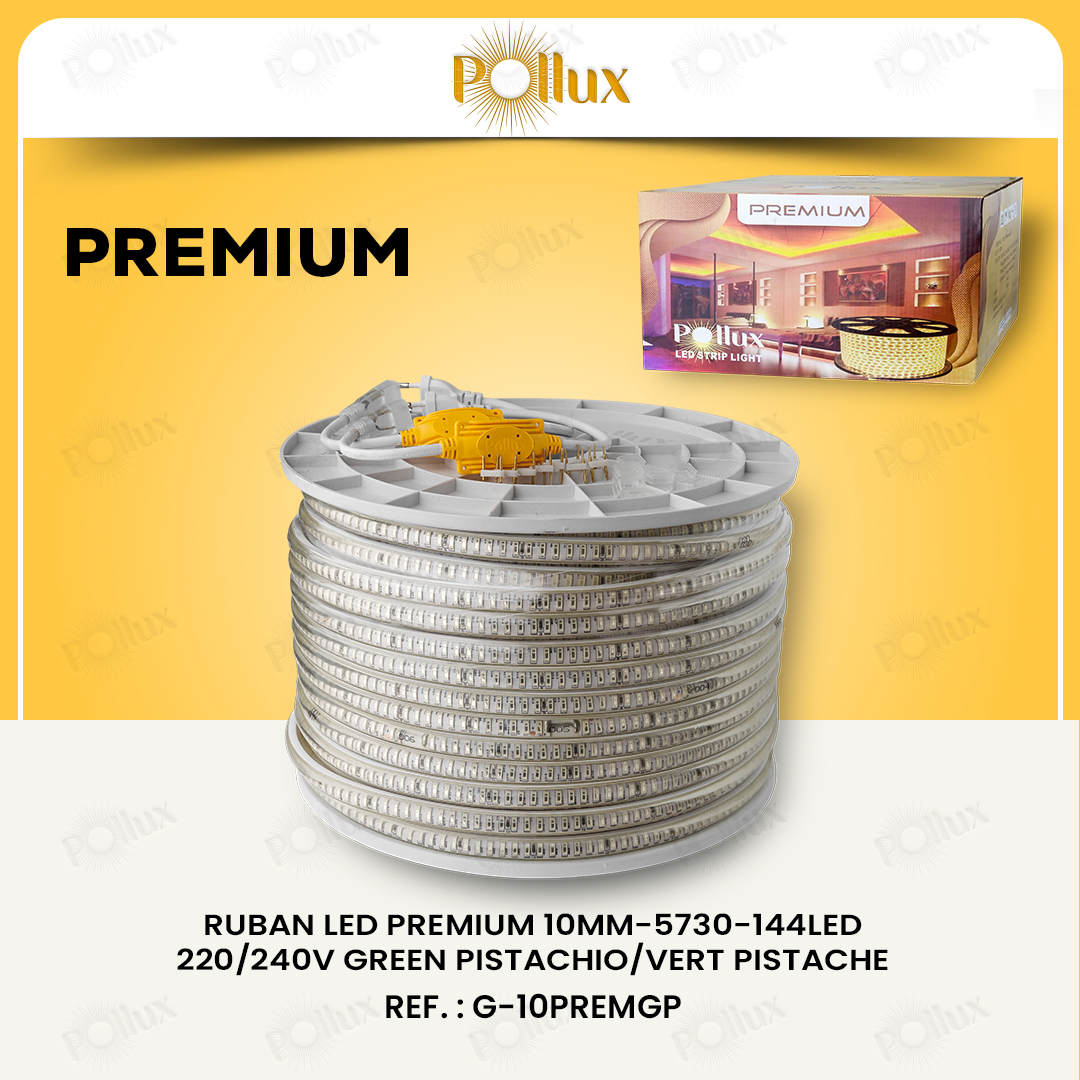 Pollux
PREMIUM
PREMIUM
Pollux
LED STRIP LIGHT
Pollux
RUBAN LED PREMIUM 10MM-5730-144LED
220/240V GREEN PISTACHIO/VERT PISTACHE
REF. : G-10PREMGP